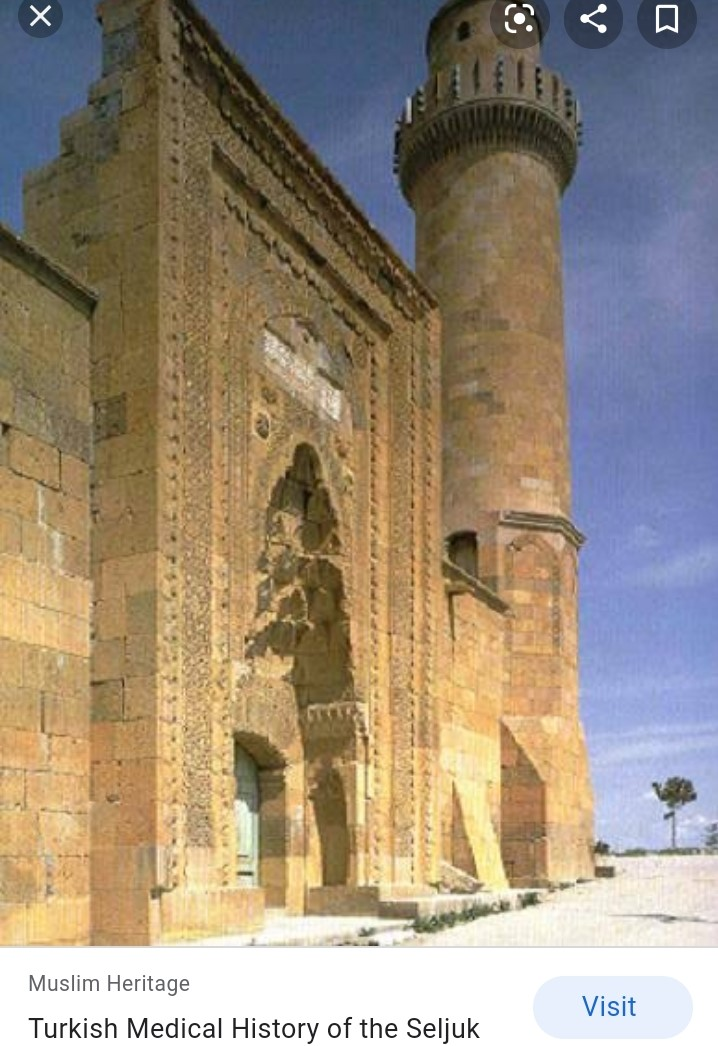 Muslim Heritage
Turkish Medical History of the Seljuk
Visit